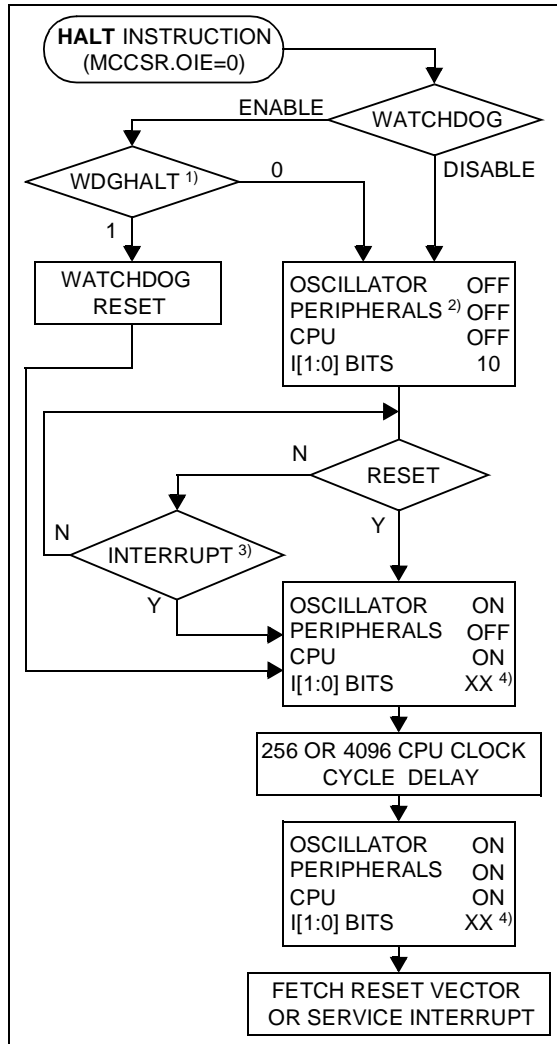 HALT INSTRUCTION
(MCCSR.OIE=0)
ENABLE
WATCHDOG
WDGHALT 1)
0
DISABLE
1
WATCHDOG
RESET
OSCILLATOR OFF
PERIPHERALS 2) OFF
CPU OFF
I[1:0] BITS 10
N
RESET
N
Y
INTERRUPT 3)
Y
OSCILLATOR ON
PERIPHERALS OFF
CPU ON
I[1:0] BITS XX 4)
256 OR 4096 CPU CLOCK
CYCLE DELAY
OSCILLATOR ON
PERIPHERALS ON
CPU ON
I[1:0] BITS XX 4)
FETCH RESET VECTOR
OR SERVICE INTERRUPT